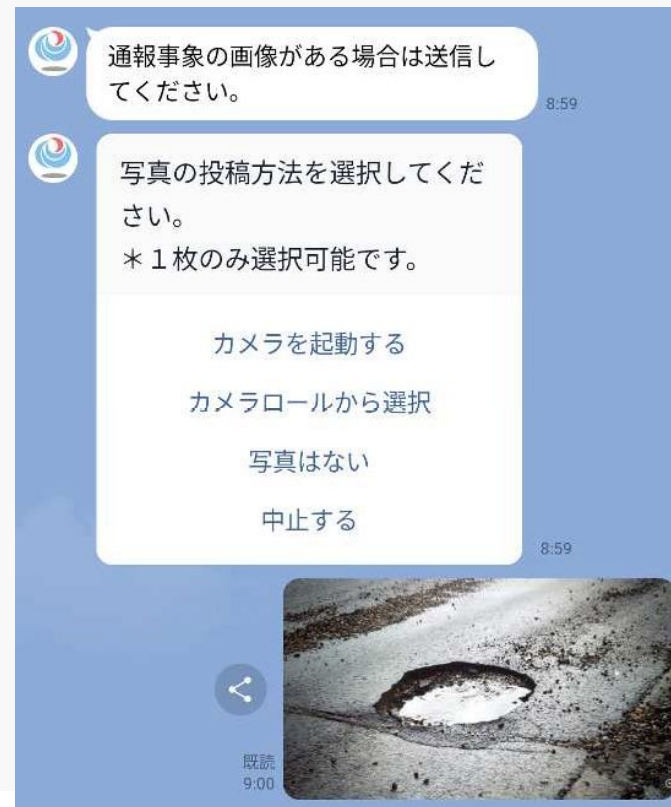 通報事象の画像がある場合は送信し
てください。
8:59
写真の投稿方法を選択してくだ
さい。
＊１枚のみ選択可能です。
カメラを起動する
カメラロールから選択
写真はない
中止する
8:59
既読
9:00